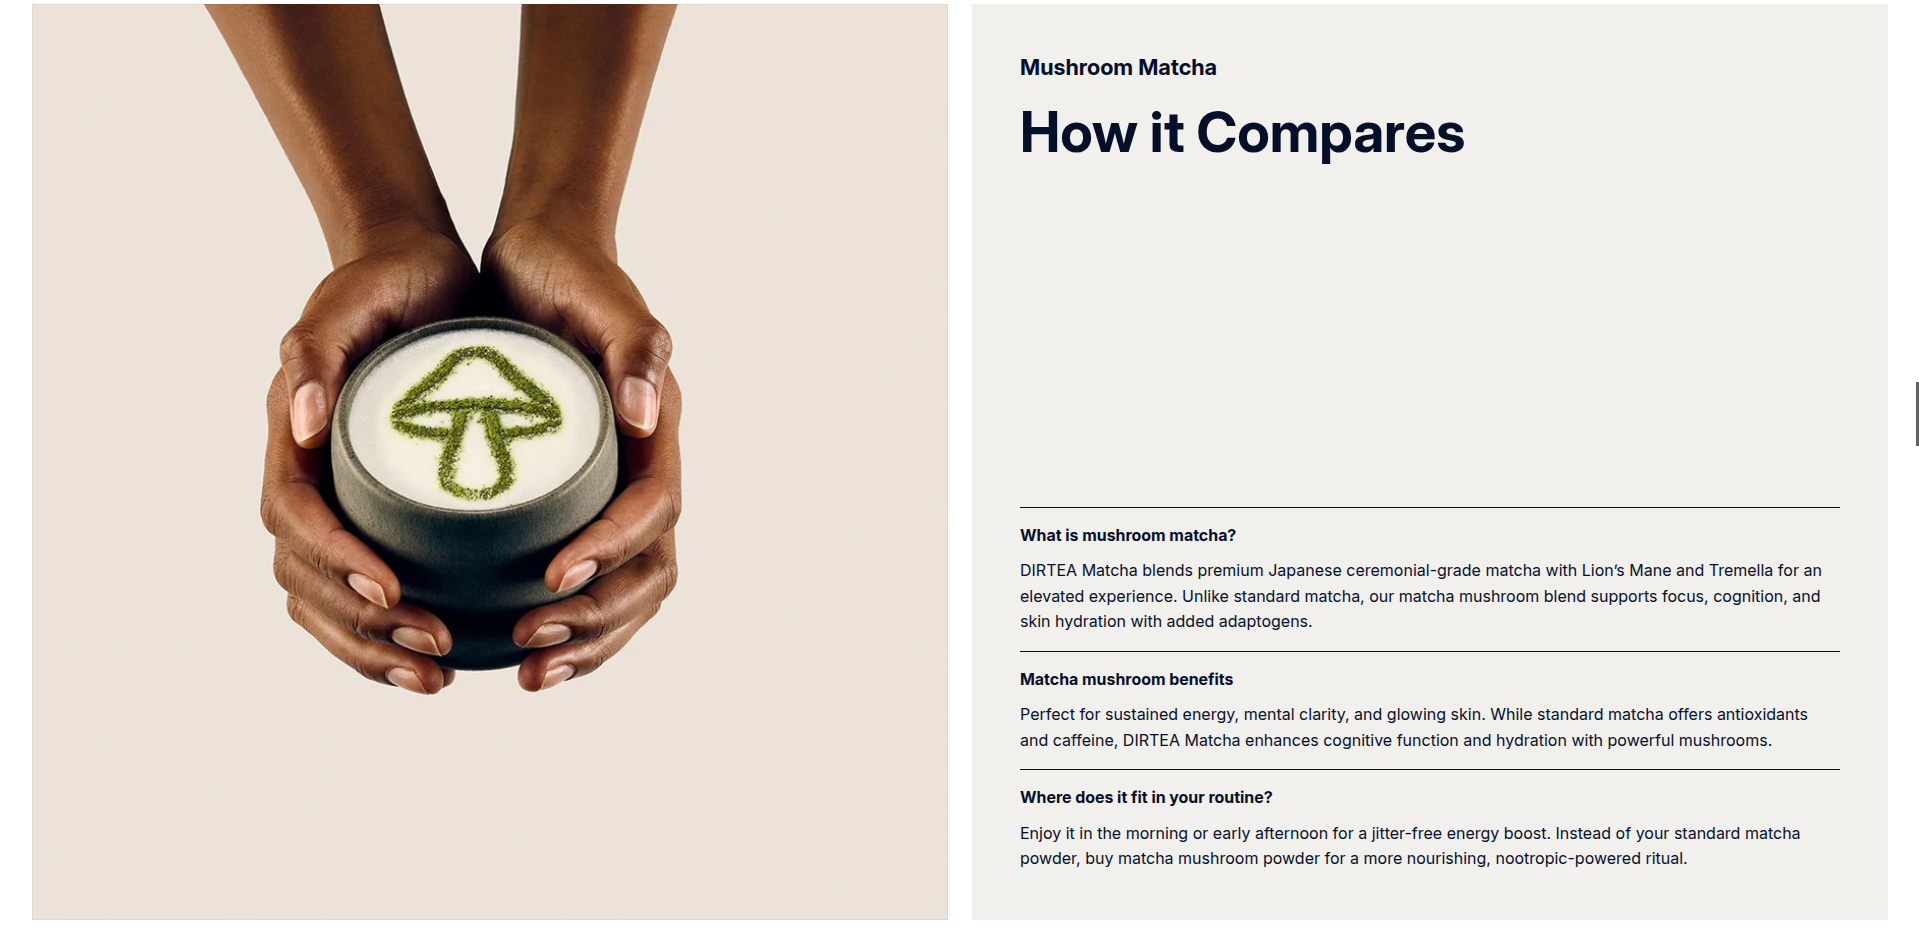 Mushroom Matcha
How it Compares
What is mushroom matcha?
DIRTEA Matcha blends premium Japanese ceremonial-grade matcha with Lion’s Mane and Tremella for an
elevated experience. Unlike standard matcha, our matcha mushroom blend supports focus, cognition, and
skin hydration with added adaptogens.
Matcha mushroom benefits
Perfect for sustained energy, mental clarity, and glowing skin. While standard matcha offers antioxidants
and caffeine, DIRTEA Matcha enhances cognitive function and hydration with powerful mushrooms.
Where does it fit in your routine?
Enjoy it in the morning or early afternoon for a jitter-free energy boost. Instead of your standard matcha
powder, buy matcha mushroom powder for a more nourishing, nootropic-powered ritual.